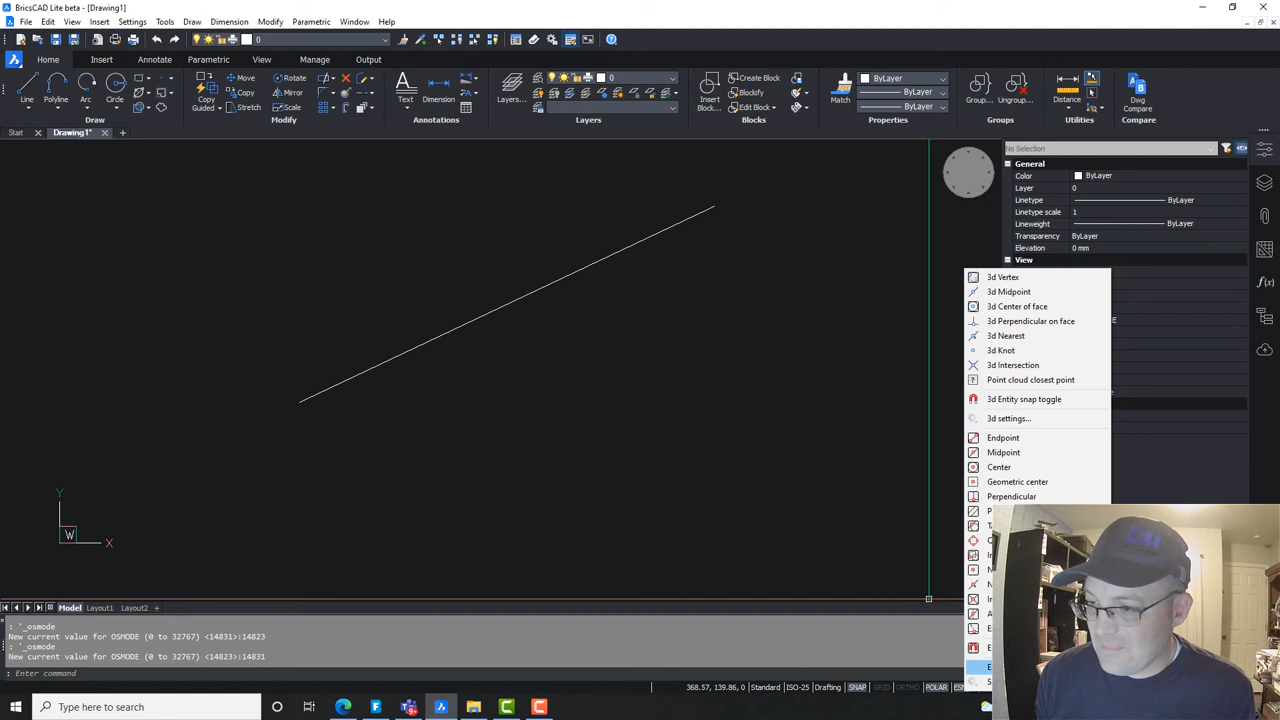 BricsCAD Lite beta - [Drawing1]
File Edit View Insert Settings Tools Draw Dimension Modify Parametric Window Help
0
Home Insert Annotate Parametric View Manage Output
Line Polyline Arc Circle
Copy Guided
Move
Copy
Stretch
Rotate
Mirror
Scale
Text Dimension
Layers...
0
Insert Block...
Create Block
Blockify
Edit Block
Match
ByLayer
ByLayer
ByLayer
Group... Ungroup...
Distance
Dwg Compare
Draw Modify Annotations Layers Blocks Properties Groups Utilities Compare
Start Drawing1*
No Selection
General
Color ByLayer
Layer 0
Linetype ByLayer
Linetype scale 1
Lineweight ByLayer
Transparency ByLayer
Elevation 0 mm
View
3d Vertex
3d Midpoint
3d Center of face
3d Perpendicular on face
3d Nearest
3d Knot
3d Intersection
Point cloud closest point
3d Entity snap toggle
3d settings...
Endpoint
Midpoint
Center
Geometric center
Perpendicular
f(x)
Y
W
X
Model Layout1 Layout2
: '_osmode
New current value for OSMODE (0 to 32767) <14831>:14823
: '_osmode
New current value for OSMODE (0 to 32767) <14823>:14831
: Enter command
368.57, 139.86, 0 Standard ISO-25 Drafting SNAP GRID ORTHO POLAR
Type here to search